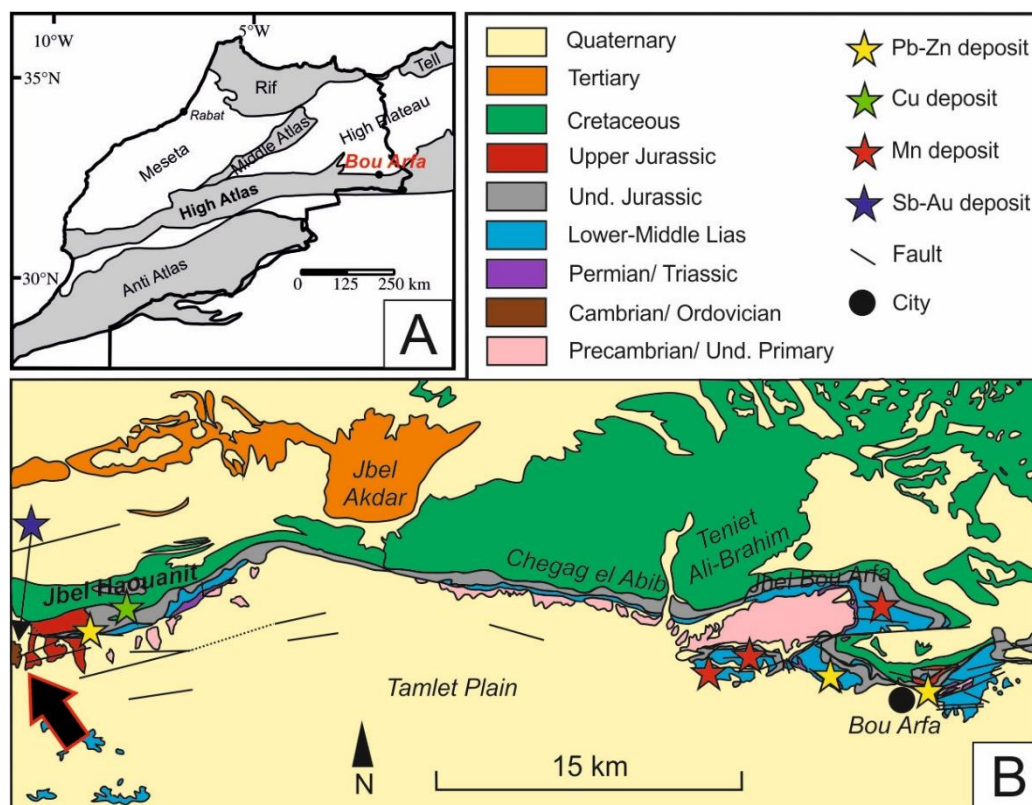 10°W
5°W
35°N
30°N
Tell
Rif
Rabat
High Plateau
Middle Atlas
Meseta
Bou Arfa
High Atlas
Anti Atlas
0 125 250 km
A
Quaternary
Tertiary
Cretaceous
Upper Jurassic
Und. Jurassic
Lower-Middle Lias
Permian/ Triassic
Cambrian/ Ordovician
Precambrian/ Und. Primary
Pb-Zn deposit
Cu deposit
Mn deposit
Sb-Au deposit
Fault
City
Jbel
Akdar
Chegag el Abib
Teniet
Ali-Brahim
Jbel Haouanit
Jbel Bou Arfa
Tamlet Plain
Bou Arfa
N
15 km
B